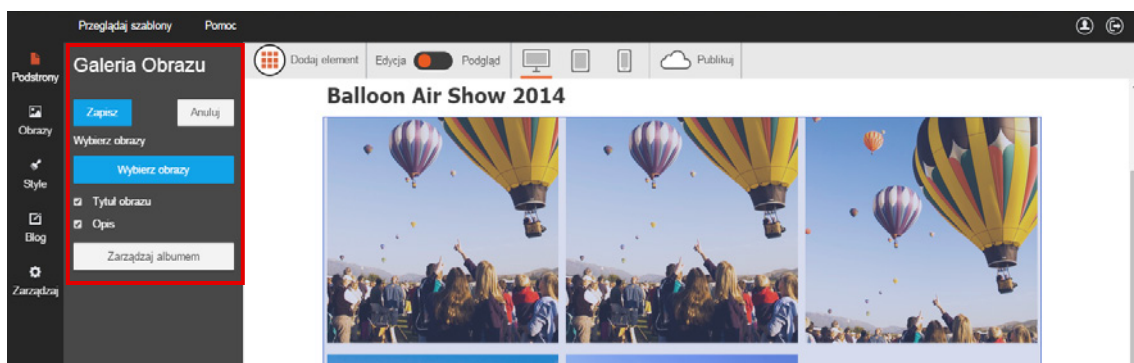 Przeglądaj szablony Pomoc
Podstrony
Obrazy
Style
Blog
Zarządzaj
Galeria Obrazu
Zapisz Anuluj
Wybierz obrazy
Wybierz obrazy
Tytuł obrazu
Opis
Zarządzaj albumem
Dodaj element Edycja Podgląd Publikuj
Balloon Air Show 2014